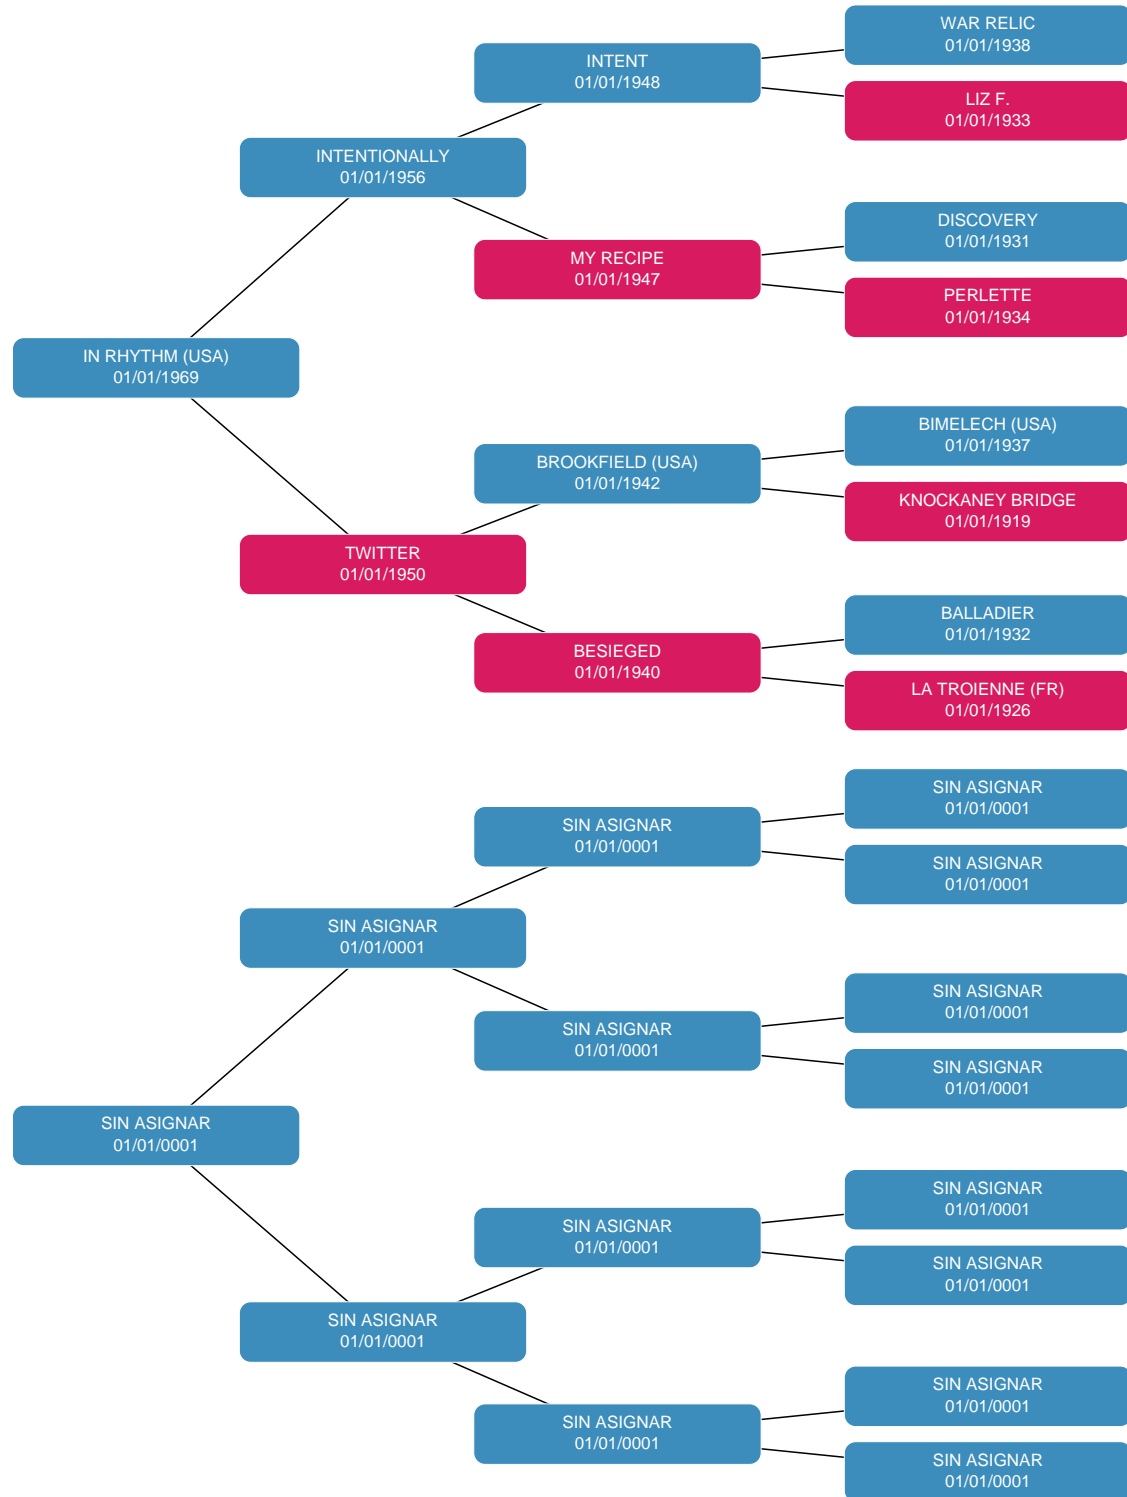 WAR RELIC
01/01/1938
INTENT
01/01/1948
LIZ F.
01/01/1933
INTENTIONALLY
01/01/1956
DISCOVERY
01/01/1931
MY RECIPE
01/01/1947
PERLETTE
01/01/1934
IN RHYTHM (USA)
01/01/1969
BIMELECH (USA)
01/01/1937
BROOKFIELD (USA)
01/01/1942
KNOCKANEY BRIDGE
01/01/1919
TWITTER
01/01/1950
BALLADIER
01/01/1932
BESIEGED
01/01/1940
LA TROIENNE (FR)
01/01/1926
SIN ASIGNAR
01/01/0001
SIN ASIGNAR
01/01/0001
SIN ASIGNAR
01/01/0001
SIN ASIGNAR
01/01/0001
SIN ASIGNAR
01/01/0001
SIN ASIGNAR
01/01/0001
SIN ASIGNAR
01/01/0001
SIN ASIGNAR
01/01/0001
SIN ASIGNAR
01/01/0001
SIN ASIGNAR
01/01/0001
SIN ASIGNAR
01/01/0001
SIN ASIGNAR
01/01/0001
SIN ASIGNAR
01/01/0001
SIN ASIGNAR
01/01/0001
SIN ASIGNAR
01/01/0001